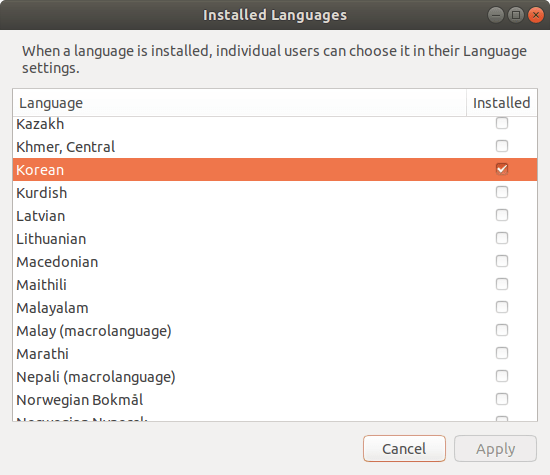 Installed Languages
When a language is installed, individual users can choose it in their Language
settings.
Language Installed
Kazakh
Khmer, Central
Korean
Kurdish
Latvian
Lithuanian
Macedonian
Maithili
Malayalam
Malay (macrolanguage)
Marathi
Nepali (macrolanguage)
Norwegian Bokmål
Cancel Apply